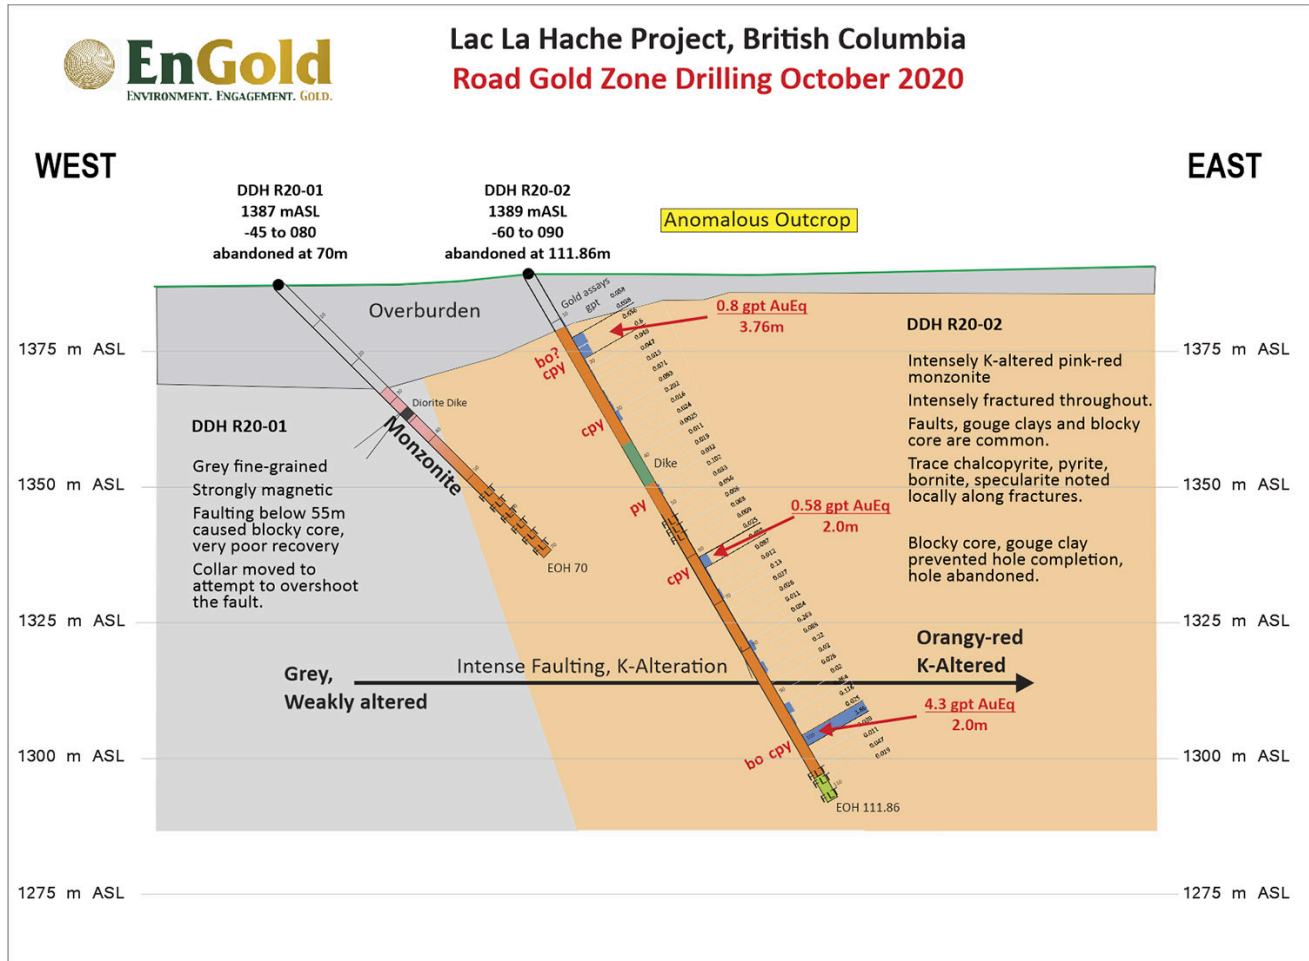 EnGold
ENVIRONMENT. ENGAGEMENT. GOLD.
Lac La Hache Project, British Columbia
Road Gold Zone Drilling October 2020
WEST
EAST
DDH R20-01
1387 mASL
-45 to 080
abandoned at 70m
DDH R20-02
1389 mASL
-60 to 090
abandoned at 111.86m
Anomalous Outcrop
Overburden
Gold assays
gpt
0.8 gpt AuEq
3.76m
1375 m ASL
1375 m ASL
bo?
cpy
cpy
Diorite Dike
Monzonite
Dike
py
DDH R20-01
Grey fine-grained
Strongly magnetic
Faulting below 55m
caused blocky core,
very poor recovery
Collar moved to
attempt to overshoot
the fault.
EOH 70
DDH R20-02
Intensely K-altered pink-red
monzonite
Intensely fractured throughout.
Faults, gouge clays and blocky
core are common.
Trace chalcopyrite, pyrite,
bornite, specularite noted
locally along fractures.
Blocky core, gouge clay
prevented hole completion,
hole abandoned.
1350 m ASL
1350 m ASL
0.58 gpt AuEq
2.0m
cpy
1325 m ASL
1325 m ASL
Grey,
Weakly altered
Intense Faulting, K-Alteration
Orangy-red
K-Altered
4.3 gpt AuEq
2.0m
bo cpy
1300 m ASL
1300 m ASL
EOH 111.86
1275 m ASL
1275 m ASL